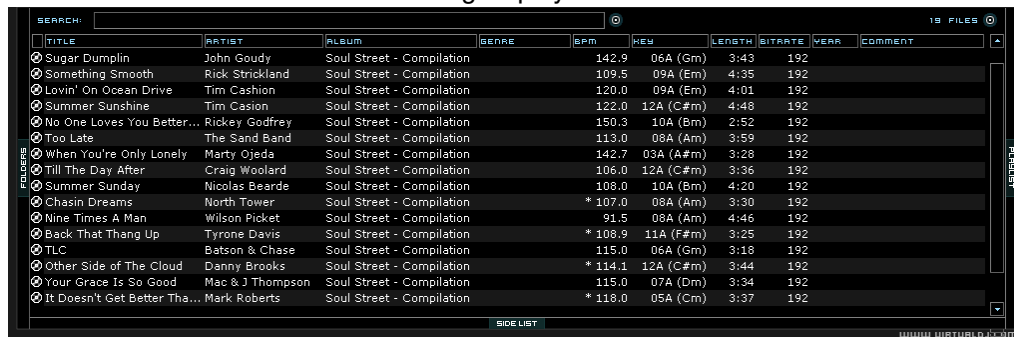 SEARCH: 19 FILES
TITLE ARTIST ALBUM GENRE BPM KEY LENGTH BITRATE YEAR COMMENT
Sugar Dumplin John Goudy Soul Street - Compilation 142.9 06A (Gm) 3:43 192
Something Smooth Rick Strickland Soul Street - Compilation 109.5 09A (Em) 4:35 192
Lovin' On Ocean Drive Tim Cashion Soul Street - Compilation 120.0 09A (Em) 4:01 192
Summer Sunshine Tim Casion Soul Street - Compilation 122.0 12A (C#m) 4:48 192
No One Loves You Better... Rickey Godfrey Soul Street - Compilation 150.3 10A (Bm) 2:52 192
Too Late The Sand Band Soul Street - Compilation 113.0 08A (Am) 3:59 192
When You're Only Lonely Marty Ojeda Soul Street - Compilation 142.7 03A (A#m) 3:28 192
Till The Day After Craig Woolard Soul Street - Compilation 106.0 12A (C#m) 3:36 192
Summer Sunday Nicolas Bearde Soul Street - Compilation 108.0 10A (Bm) 4:20 192
Chasin Dreams North Tower Soul Street - Compilation * 107.0 08A (Am) 3:30 192
Nine Times A Man Wilson Picket Soul Street - Compilation 91.5 08A (Am) 4:46 192
Back That Thang Up Tyrone Davis Soul Street - Compilation * 108.9 11A (F#m) 3:25 192
TLC Batson & Chase Soul Street - Compilation 115.0 06A (Gm) 3:18 192
Other Side of The Cloud Danny Brooks Soul Street - Compilation * 114.1 12A (C#m) 3:44 192
Your Grace Is So Good Mac & J Thompson Soul Street - Compilation 115.0 07A (Dm) 3:34 192
It Doesn't Get Better Tha... Mark Roberts Soul Street - Compilation * 118.0 05A (Cm) 3:37 192
FOLDERS
PLAYLIST
SIDE LIST